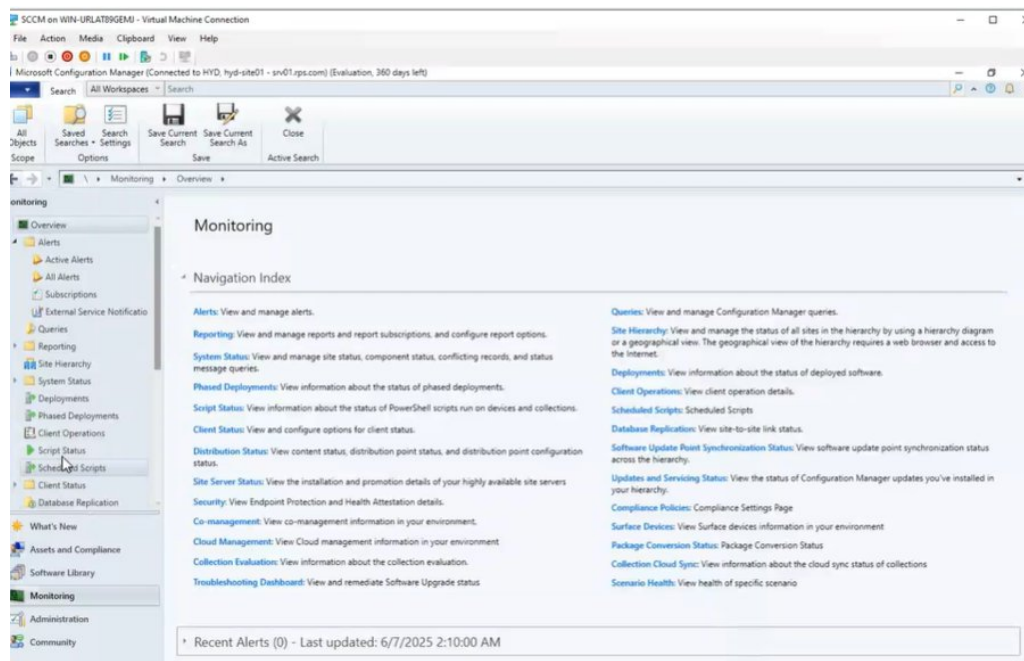 SCCM on WIN-URLAT89GEMJ - Virtual Machine Connection
File Action Media Clipboard View Help
Microsoft Configuration Manager (Connected to HYD, hyd-site01 - srv01.rps.com) (Evaluation, 360 days left)
Search All Workspaces Search
All Saved Search Save Current Save Current Close
Objects Searches Settings Search Search As
Scope Options Save Active Search
\ Monitoring Overview
onitoring
Overview
Alerts
Active Alerts
All Alerts
Subscriptions
External Service Notificatio
Queries
Reporting
Site Hierarchy
System Status
Deployments
Phased Deployments
Client Operations
Script Status
Scheduled Scripts
Client Status
Database Replication
What's New
Assets and Compliance
Software Library
Monitoring
Administration
Community
Monitoring
Navigation Index
Alerts: View and manage alerts.
Reporting: View and manage reports and report subscriptions, and configure report options.
System Status: View and manage site status, component status, conflicting records, and status
message queries.
Phased Deployments: View information about the status of phased deployments.
Script Status: View information about the status of PowerShell scripts run on devices and collections.
Client Status: View and configure options for client status.
Distribution Status: View content status, distribution point status, and distribution point configuration
status.
Site Server Status: View the installation and promotion details of your highly available site servers
Security: View Endpoint Protection and Health Attestation details.
Co-management: View co-management information in your environment.
Cloud Management: View Cloud management information in your environment
Collection Evaluation: View information about the collection evaluation.
Troubleshooting Dashboard: View and remediate Software Upgrade status
Queries: View and manage Configuration Manager queries.
Site Hierarchy: View and manage the status of all sites in the hierarchy by using a hierarchy diagram
or a geographical view. The geographical view of the hierarchy requires a web browser and access to
the Internet.
Deployments: View information about the status of deployed software.
Client Operations: View client operation details.
Scheduled Scripts: Scheduled Scripts
Database Replication: View site-to-site link status.
Software Update Point Synchronization Status: View software update point synchronization status
across the hierarchy.
Updates and Servicing Status: View the status of Configuration Manager updates you've installed in
your hierarchy.
Compliance Policies: Compliance Settings Page
Surface Devices: View Surface devices information in your environment
Package Conversion Status: Package Conversion Status
Collection Cloud Sync: View information about the cloud sync status of collections
Scenario Health: View health of specific scenario
Recent Alerts (0) - Last updated: 6/7/2025 2:10:00 AM